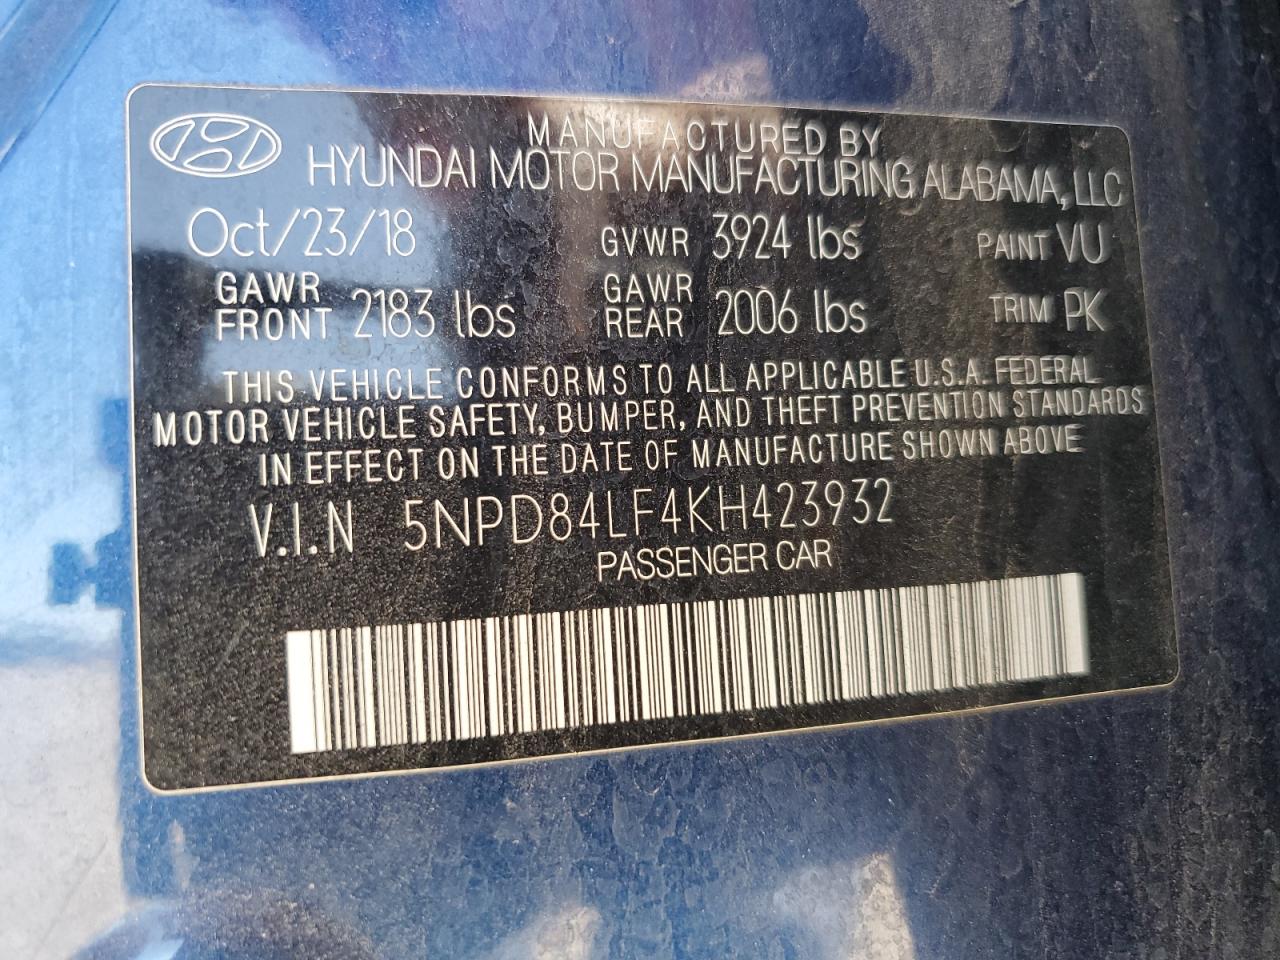 MANUFACTURED BY
HYUNDAI MOTOR MANUFACTURING ALABAMA, LLC
Oct/23/18 GVWR 3924 lbs PAINT VU
GAWR FRONT 2183 lbs GAWR REAR 2006 lbs TRIM PK
THIS VEHICLE CONFORMS TO ALL APPLICABLE U.S.A. FEDERAL
MOTOR VEHICLE SAFETY, BUMPER, AND THEFT PREVENTION STANDARDS
IN EFFECT ON THE DATE OF MANUFACTURE SHOWN ABOVE
V.I.N 5NPD84LF4KH423932
PASSENGER CAR